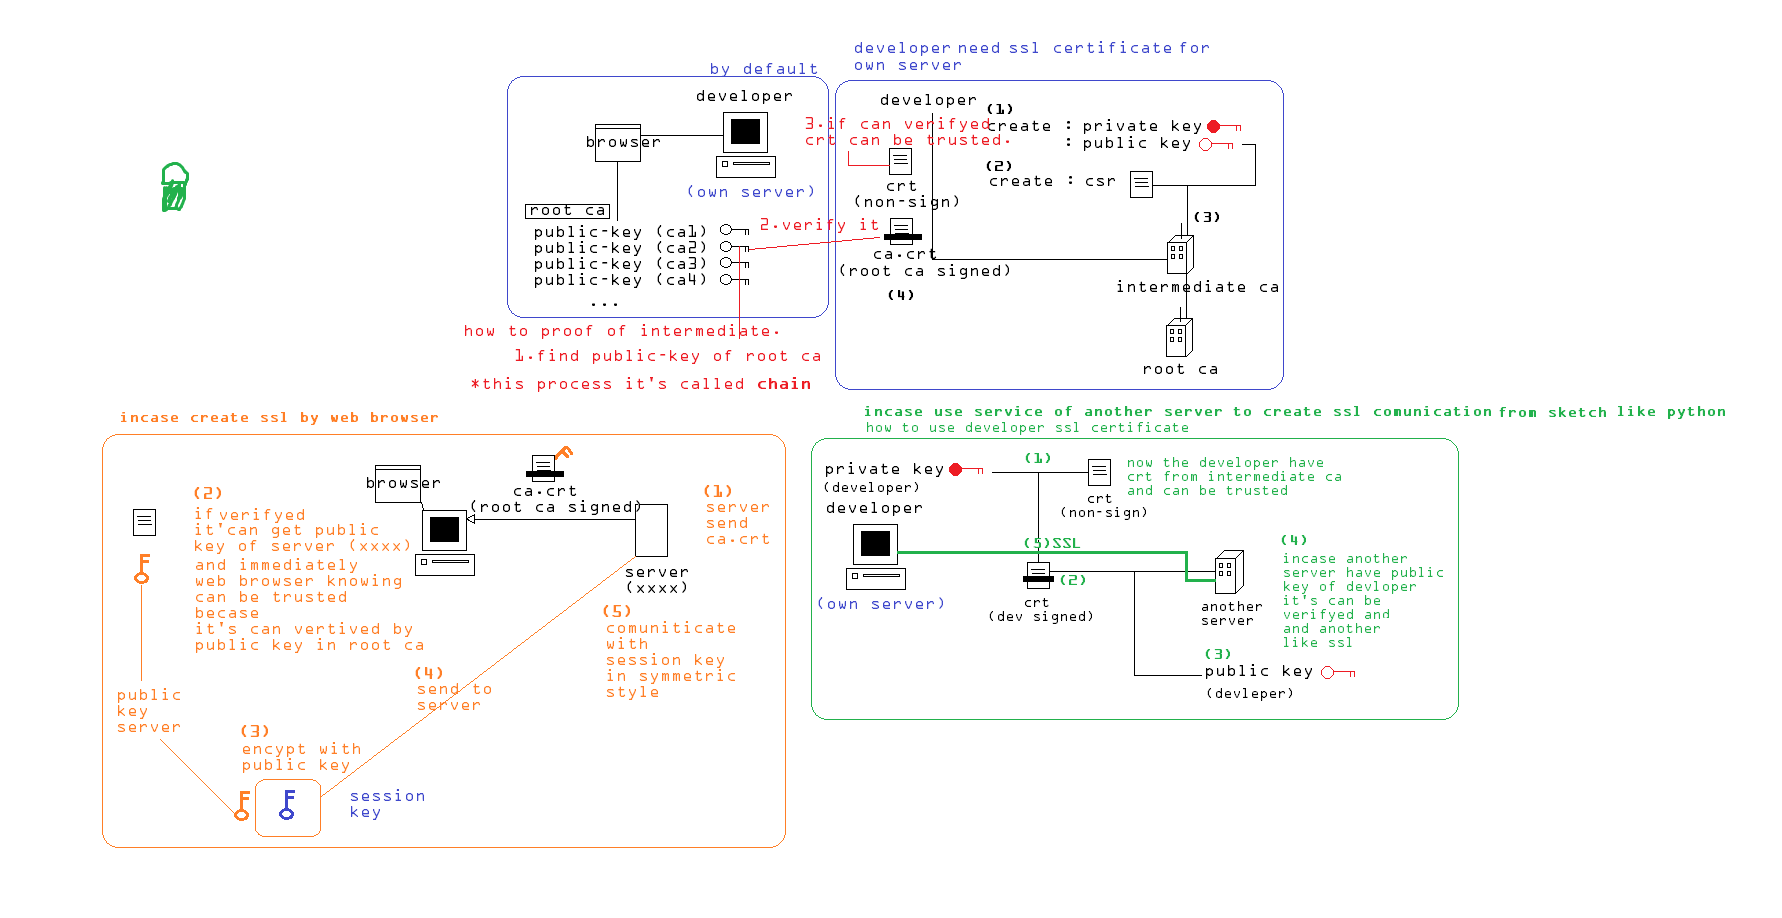 by default
developer
browser
(own server)
root ca
public-key (ca1)
public-key (ca2)
public-key (ca3)
public-key (ca4)
...
2.verify it
how to proof of intermediate.
1.find public-key of root ca
*this process it's called chain
developer need ssl certificate for
own server
developer
3.if can verifyed
crt can be trusted.
crt
(non-sign)
ca.crt
(root ca signed)
(4)
(1)
create : private key
: public key
(2)
create : csr
(3)
intermediate ca
root ca
incase create ssl by web browser
browser
ca.crt
(root ca signed)
server
(xxxx)
(1)
server
send
ca.crt
(2)
if verifyed
it'can get public
key of server (xxxx)
and immediately
web browser knowing
can be trusted
becase
it's can vertived by
public key in root ca
public
key
server
(3)
encypt with
public key
session
key
(4)
send to
server
(5)
comuniticate
with
session key
in symmetric
style
incase use service of another server to create ssl comunication from sketch like python
how to use developer ssl certificate
private key
(developer)
developer
(own server)
(1)
crt
(non-sign)
now the developer have
crt from intermediate ca
and can be trusted
(5)SSL
(2)
crt
(dev signed)
another
server
(3)
public key
(devleper)
(4)
incase another
server have public
key of devloper
it's can be
verifyed and
and another
like ssl